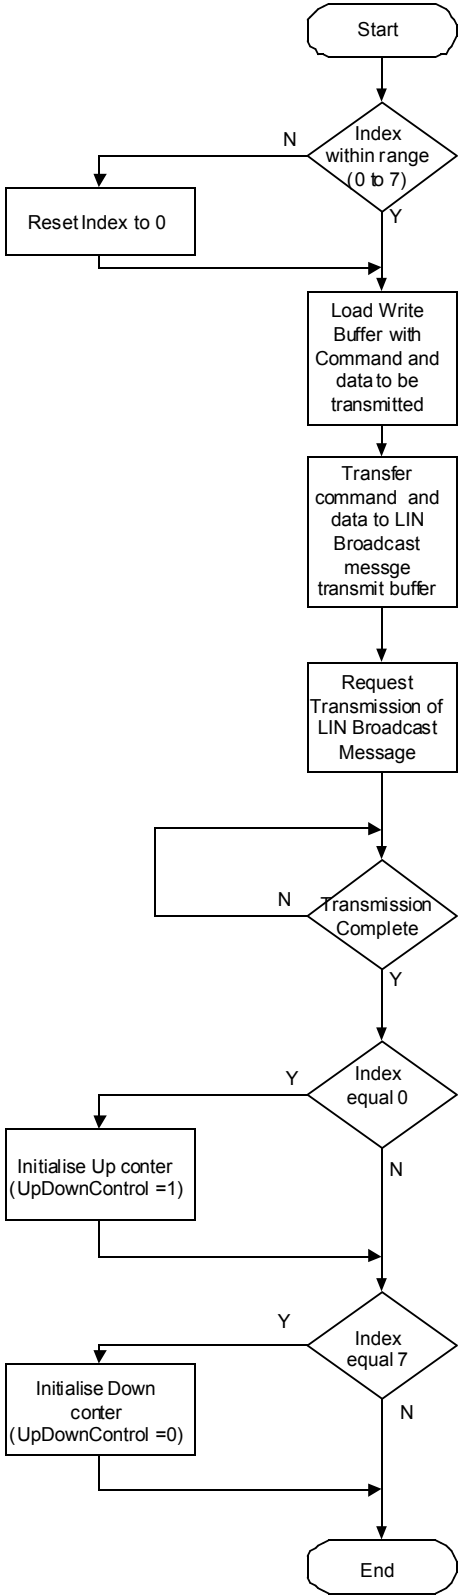 Start
Index
within range
(0 to 7)
N
Y
Reset Index to 0
Load Write
Buffer with
Command and
data to be
transmitted
Transfer
command and
data to LIN
Broadcast
messge
transmit buffer
Request
Transmission of
LIN Broadcast
Message
Transmission
Complete
N
Y
Index
equal 0
Y
N
Initialise Up conter
(UpDownControl =1)
Index
equal 7
Y
N
Initialise Down
conter
(UpDownControl =0)
End